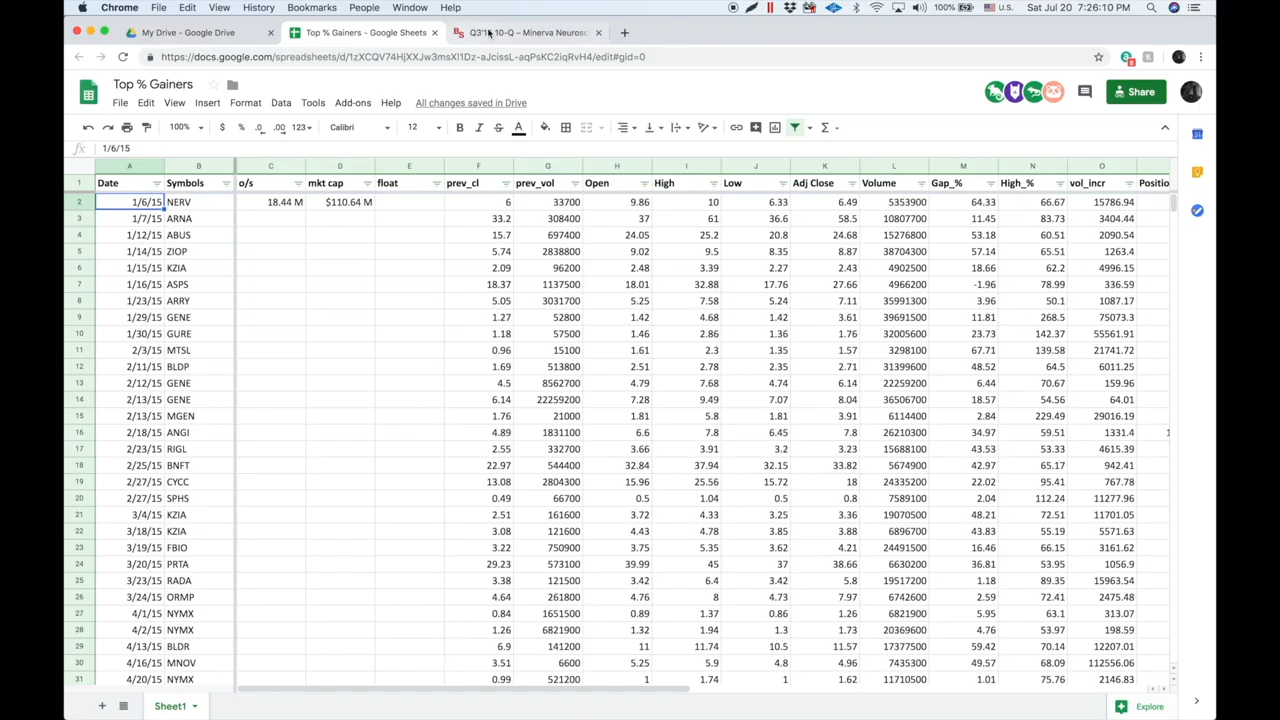 Chrome File Edit View History Bookmarks People Window Help 100% U.S. Sat Jul 20 7:26:10 PM
My Drive - Google Drive × Top % Gainers - Google Sheets × Q3'1 10-Q – Minerva Neurosc ×
https://docs.google.com/spreadsheets/d/1zXCQV74HjXXJw3msXl1Dz-aJcissL-aqPsKC2iqRvH4/edit#gid=0
Top % Gainers
File Edit View Insert Format Data Tools Add-ons Help All changes saved in Drive Share
100% $ % .0 .00 123 Calibri 12 B I S A
fx 1/6/15
A B C D E F G H I J K L M N O
1 Date Symbols o/s mkt cap float prev_cl prev_vol Open High Low Adj Close Volume Gap_% High_% vol_incr Positio
2 1/6/15 NERV 18.44 M $110.64 M 6 33700 9.86 10 6.33 6.49 5353900 64.33 66.67 15786.94
3 1/7/15 ARNA 33.2 308400 37 61 36.6 58.5 10807700 11.45 83.73 3404.44
4 1/12/15 ABUS 15.7 697400 24.05 25.2 20.8 24.68 15276800 53.18 60.51 2090.54
5 1/14/15 ZIOP 5.74 2838800 9.02 9.5 8.35 8.87 38704300 57.14 65.51 1263.4
6 1/15/15 KZIA 2.09 96200 2.48 3.39 2.27 2.43 4902500 18.66 62.2 4996.15
7 1/16/15 ASPS 18.37 1137500 18.01 32.88 17.76 27.66 4966200 -1.96 78.99 336.59
8 1/23/15 ARRY 5.05 3031700 5.25 7.58 5.24 7.11 35991300 3.96 50.1 1087.17
9 1/29/15 GENE 1.27 52800 1.42 4.68 1.42 3.61 39691500 11.81 268.5 75073.3
10 1/30/15 GURE 1.18 57500 1.46 2.86 1.36 1.76 32005600 23.73 142.37 55561.91
11 2/3/15 MTSL 0.96 15100 1.61 2.3 1.35 1.57 3298100 67.71 139.58 21741.72
12 2/11/15 BLDP 1.69 513800 2.51 2.78 2.35 2.71 31399600 48.52 64.5 6011.25
13 2/12/15 GENE 4.5 8562700 4.79 7.68 4.74 6.14 22259200 6.44 70.67 159.96
14 2/13/15 GENE 6.14 22259200 7.28 9.49 7.07 8.04 36506700 18.57 54.56 64.01
15 2/13/15 MGEN 1.76 21000 1.81 5.8 1.81 3.91 6114400 2.84 229.49 29016.19
16 2/18/15 ANGI 4.89 1831100 6.6 7.8 6.45 7.8 26210300 34.97 59.51 1331.4 1
17 2/23/15 RIGL 2.55 332700 3.66 3.91 3.2 3.23 15688100 43.53 53.33 4615.39
18 2/25/15 BNFT 22.97 544400 32.84 37.94 32.15 33.82 5674900 42.97 65.17 942.41
19 2/27/15 CYCC 13.08 2804300 15.96 25.56 15.72 18 24335200 22.02 95.41 767.78
20 2/27/15 SPHS 0.49 66700 0.5 1.04 0.5 0.8 7589100 2.04 112.24 11277.96
21 3/4/15 KZIA 2.51 161600 3.72 4.33 3.25 3.36 19070500 48.21 72.51 11701.05
22 3/18/15 KZIA 3.08 121600 4.43 4.78 3.85 3.88 6896700 43.83 55.19 5571.63
23 3/19/15 FBIO 3.22 750900 3.75 5.35 3.62 4.21 24491500 16.46 66.15 3161.62
24 3/20/15 PRTA 29.23 573100 39.99 45 37 38.66 6630200 36.81 53.95 1056.9
25 3/23/15 RADA 3.38 121500 3.42 6.4 3.42 5.8 19517200 1.18 89.35 15963.54
26 3/24/15 ORMP 4.64 261800 4.76 8 4.73 7.97 6742600 2.59 72.41 2475.48
27 4/1/15 NYMX 0.84 1651500 0.89 1.37 0.86 1.26 6821900 5.95 63.1 313.07
28 4/2/15 NYMX 1.26 6821900 1.32 1.94 1.3 1.73 20369600 4.76 53.97 198.59
29 4/13/15 BLDR 6.9 141200 11 11.74 10.5 11.57 17377500 59.42 70.14 12207.01
30 4/16/15 MNOV 3.51 6600 5.25 5.9 4.8 4.96 7435300 49.57 68.09 112556.06
31 4/20/15 NYMX 0.99 521200 1 1.74 1 1.62 11710500 1.01 75.76 2146.83
Sheet1 Explore